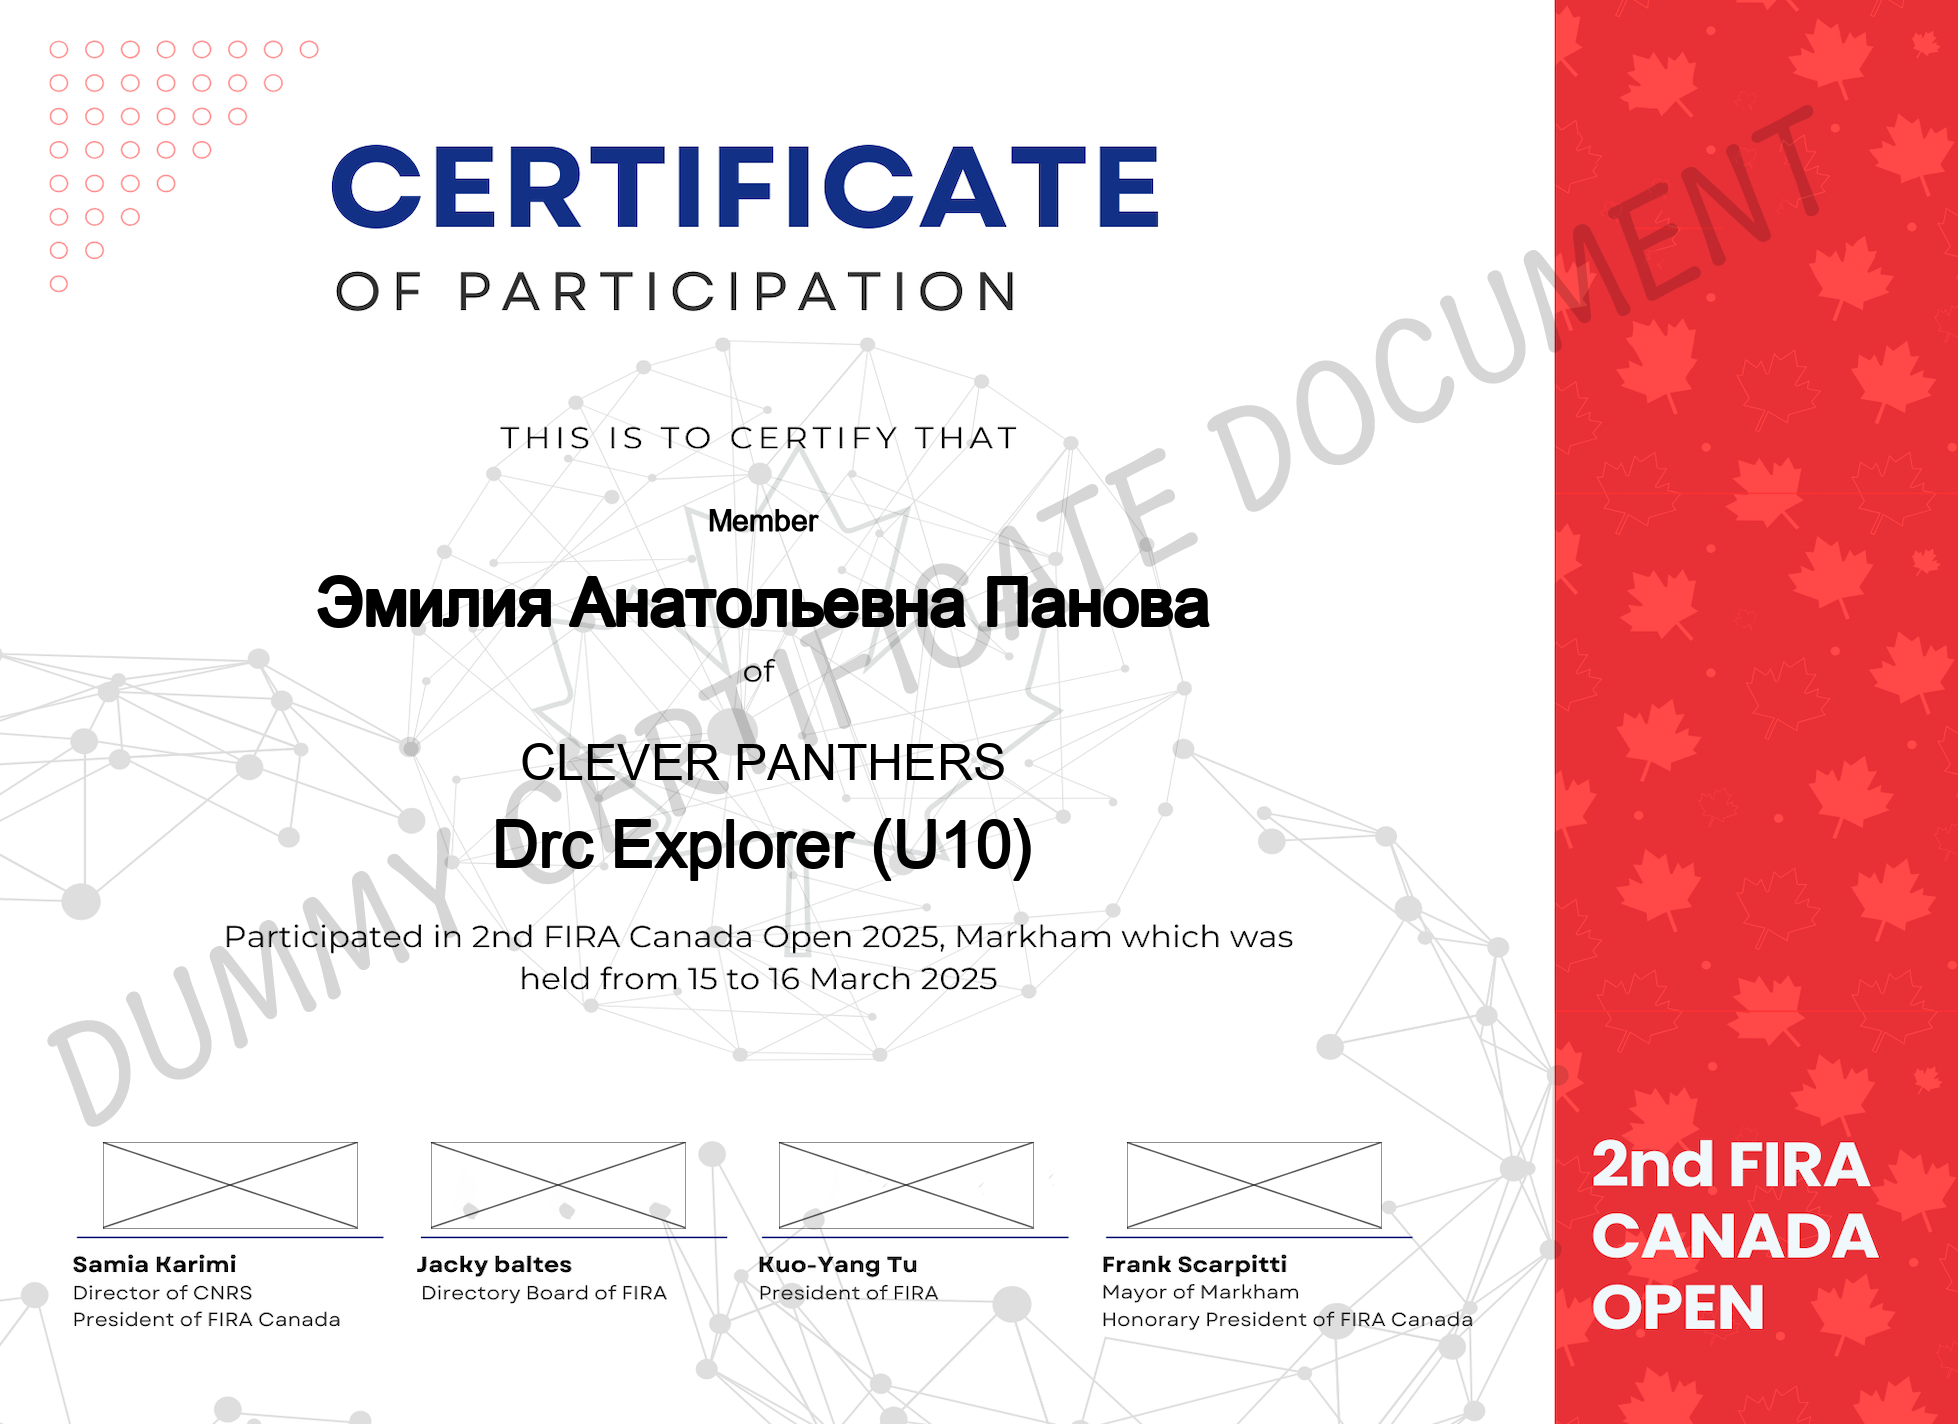 CERTIFICATE
OF PARTICIPATION
THIS IS TO CERTIFY THAT
Member
Эмилия Анатольевна Панова
of
CLEVER PANTHERS
Drc Explorer (U10)
Participated in 2nd FIRA Canada Open 2025, Markham which was
held from 15 to 16 March 2025
DUMMY CERTIFICATE DOCUMENT
Samia Karimi
Director of CNRS
President of FIRA Canada
Jacky baltes
Directory Board of FIRA
Kuo-Yang Tu
President of FIRA
Frank Scarpitti
Mayor of Markham
Honorary President of FIRA Canada
2nd FIRA
CANADA
OPEN